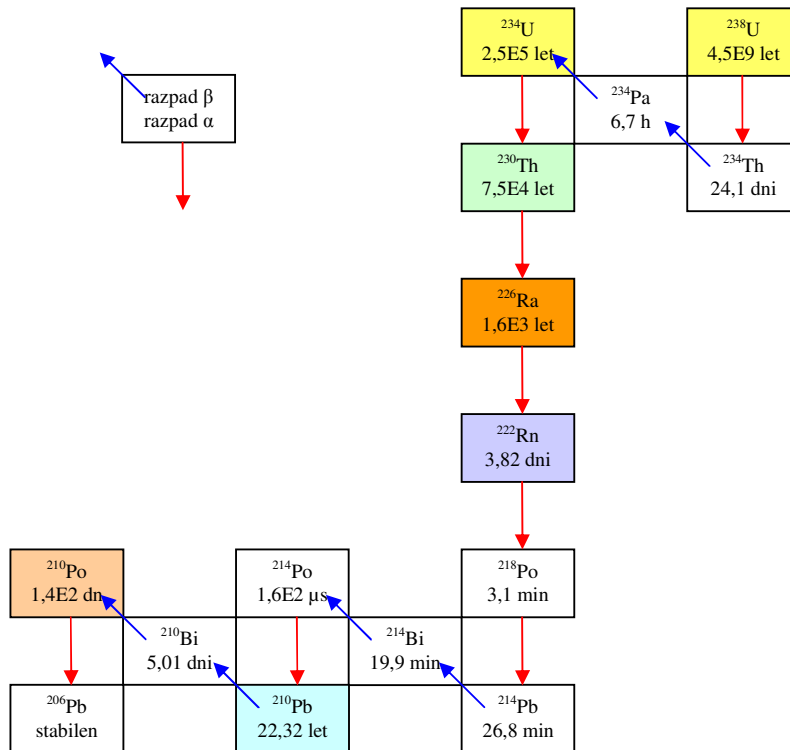 ²³⁴U
2,5E5 let
²³⁸U
4,5E9 let
razpad β
razpad α
²³⁴Pa
6,7 h
²³⁰Th
7,5E4 let
²³⁴Th
24,1 dni
²²⁶Ra
1,6E3 let
²²²Rn
3,82 dni
²¹⁰Po
1,4E2 dn
²¹⁴Po
1,6E2 µs
²¹⁸Po
3,1 min
²¹⁰Bi
5,01 dni
²¹⁴Bi
19,9 min
²⁰⁶Pb
stabilen
²¹⁰Pb
22,32 let
²¹⁴Pb
26,8 min